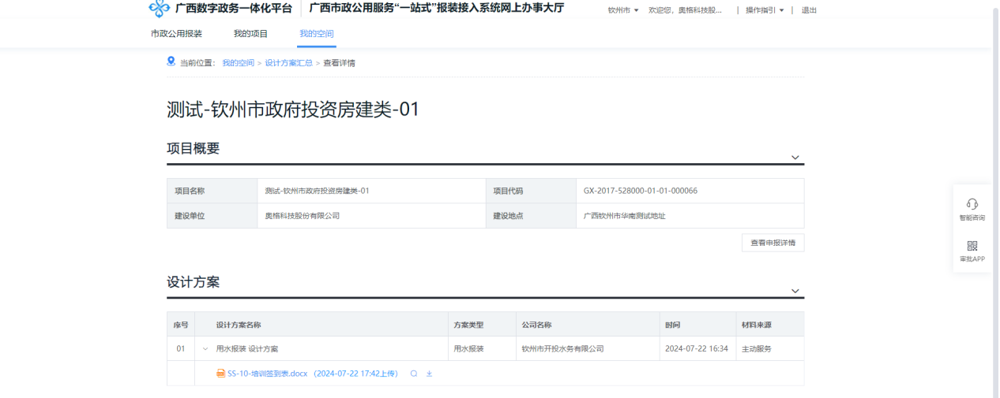 广西数字政务一体化平台 广西市政公用服务“一站式”报装接入系统网上办事大厅 钦州市 欢迎您，奥格科技股... | 操作指引 | 退出
市政公用报装 我的项目 我的空间
当前位置： 我的空间 > 设计方案汇总 > 查看详情
测试-钦州市政府投资房建类-01
项目概要
项目名称 测试-钦州市政府投资房建类-01 项目代码 GX-2017-528000-01-01-000066
建设单位 奥格科技股份有限公司 建设地点 广西钦州市华南测试地址
智能咨询
查看申报详情
审批APP
设计方案
序号 设计方案名称 方案类型 公司名称 时间 材料来源
01 用水报装 设计方案 用水报装 钦州市开投水务有限公司 2024-07-22 16:34 主动服务
SS-10-培训签到表.docx （2024-07-22 17:42上传）